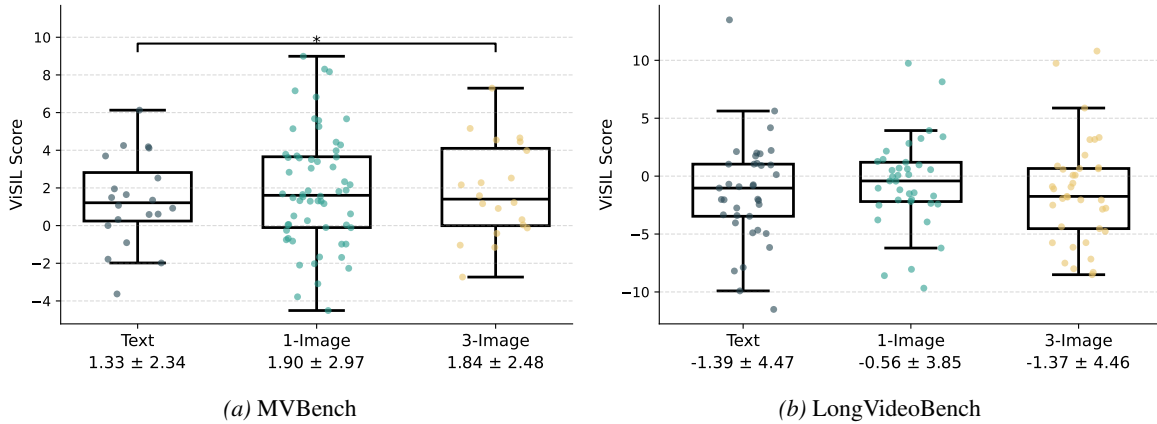 ViSIL Score
10
8
6
4
2
0
−2
−4
*
Text
1.33 ± 2.34
1-Image
1.90 ± 2.97
3-Image
1.84 ± 2.48
(a) MVBench
ViSIL Score
10
5
0
−5
−10
Text
-1.39 ± 4.47
1-Image
-0.56 ± 3.85
3-Image
-1.37 ± 4.46
(b) LongVideoBench